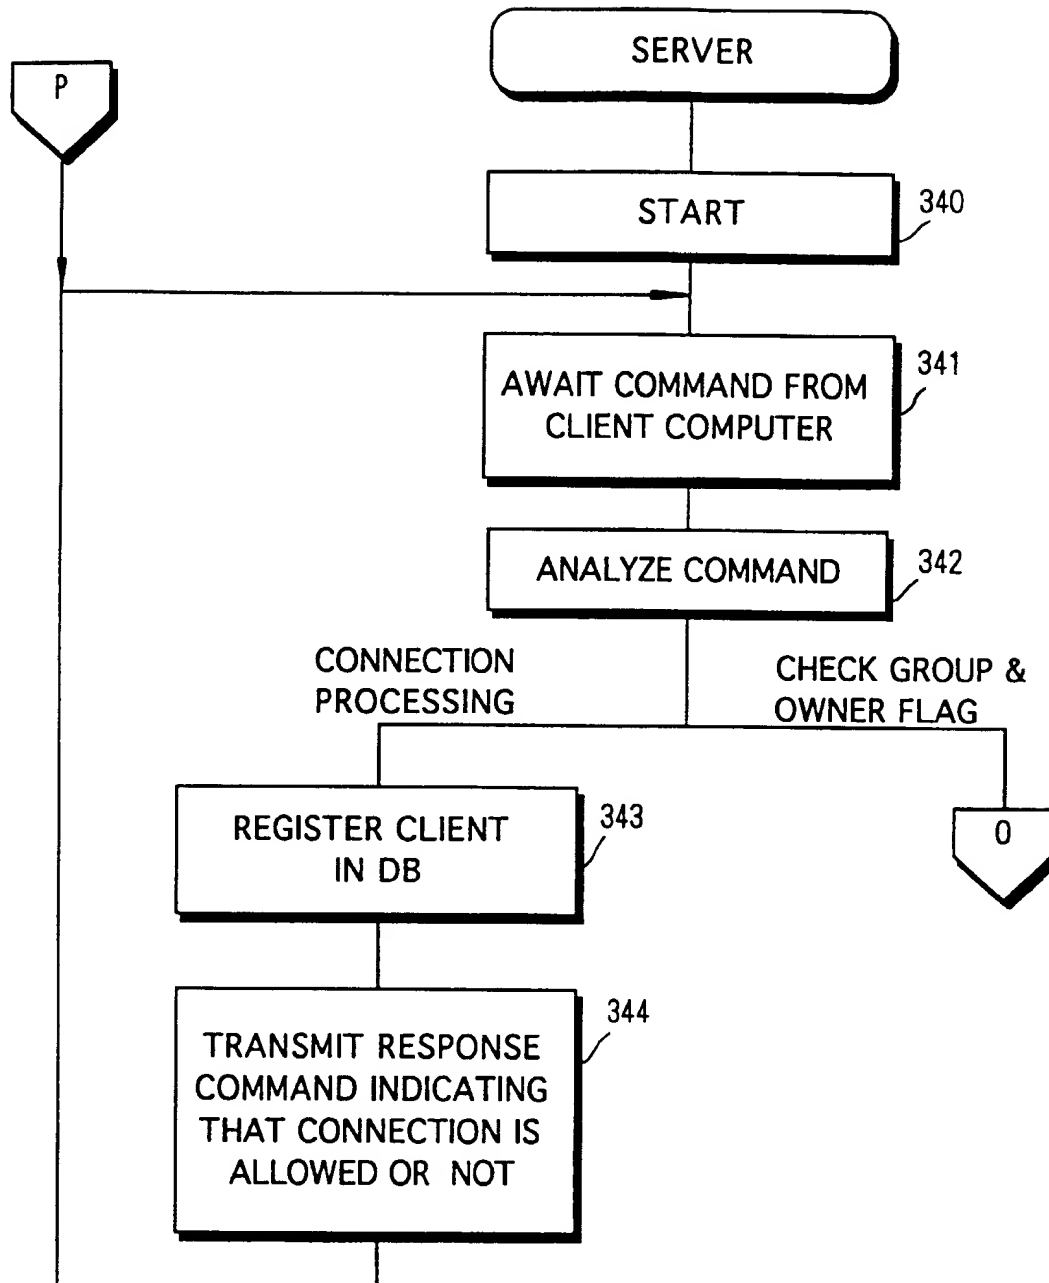 SERVER
P
START
340
AWAIT COMMAND FROM
CLIENT COMPUTER
341
ANALYZE COMMAND
342
CONNECTION
PROCESSING
CHECK GROUP &
OWNER FLAG
REGISTER CLIENT
IN DB
343
O
TRANSMIT RESPONSE
COMMAND INDICATING
THAT CONNECTION IS
ALLOWED OR NOT
344